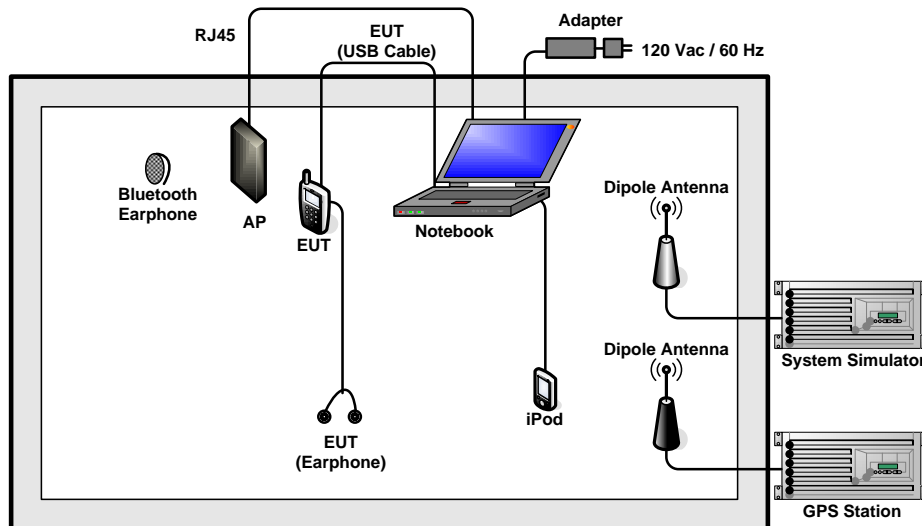 RJ45
EUT
(USB Cable)
Adapter
120 Vac / 60 Hz
Bluetooth
Earphone
AP
EUT
Notebook
Dipole Antenna
System Simulator
Dipole Antenna
EUT
(Earphone)
iPod
GPS Station